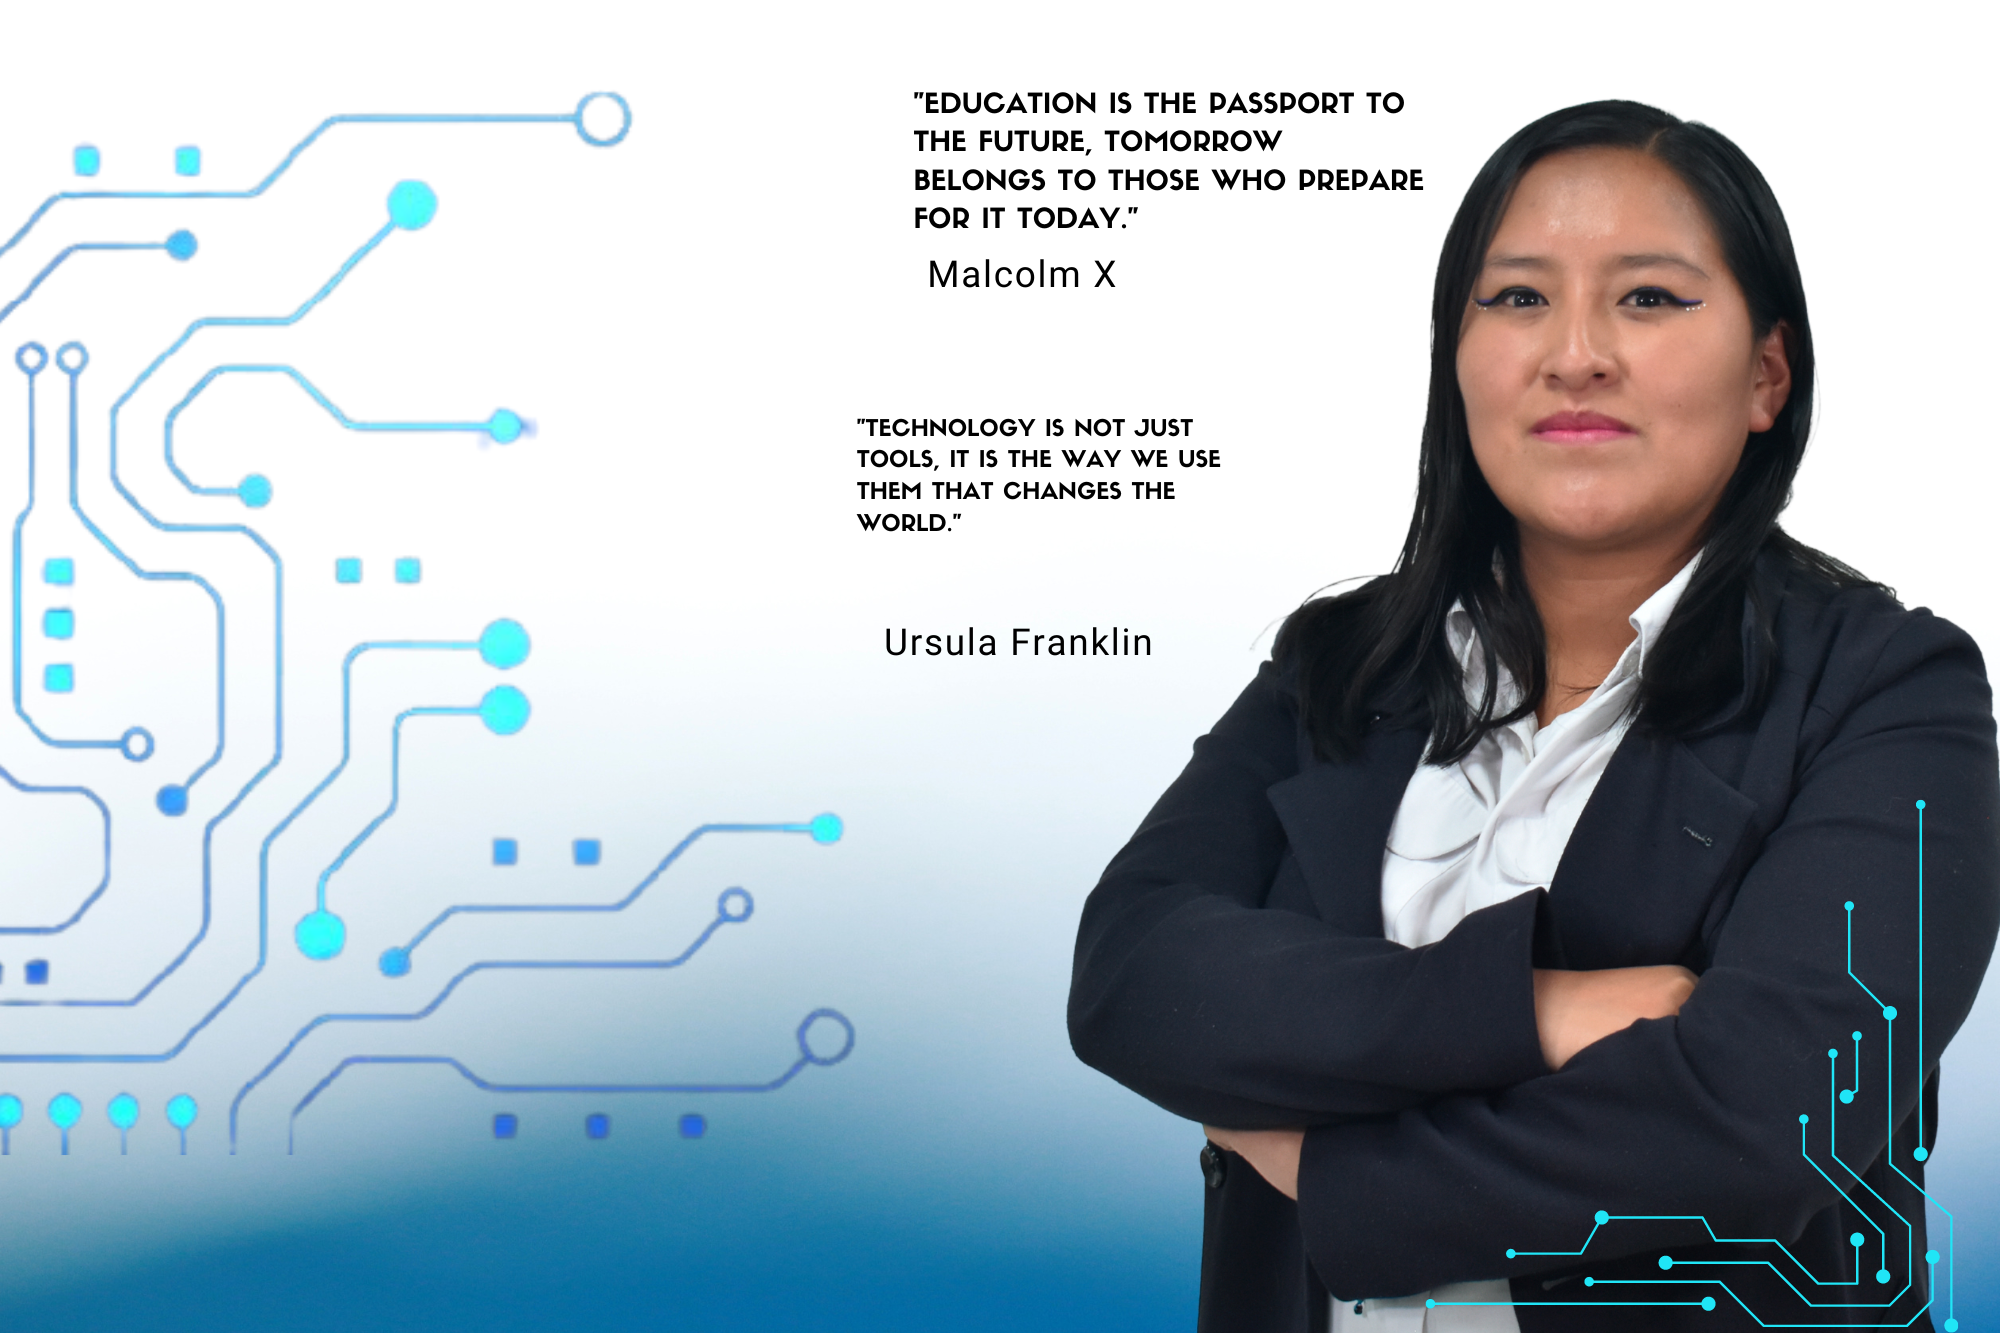 "EDUCATION IS THE PASSPORT TO
THE FUTURE, TOMORROW
BELONGS TO THOSE WHO PREPARE
FOR IT TODAY."
Malcolm X
"TECHNOLOGY IS NOT JUST
TOOLS, IT IS THE WAY WE USE
THEM THAT CHANGES THE
WORLD."
Ursula Franklin